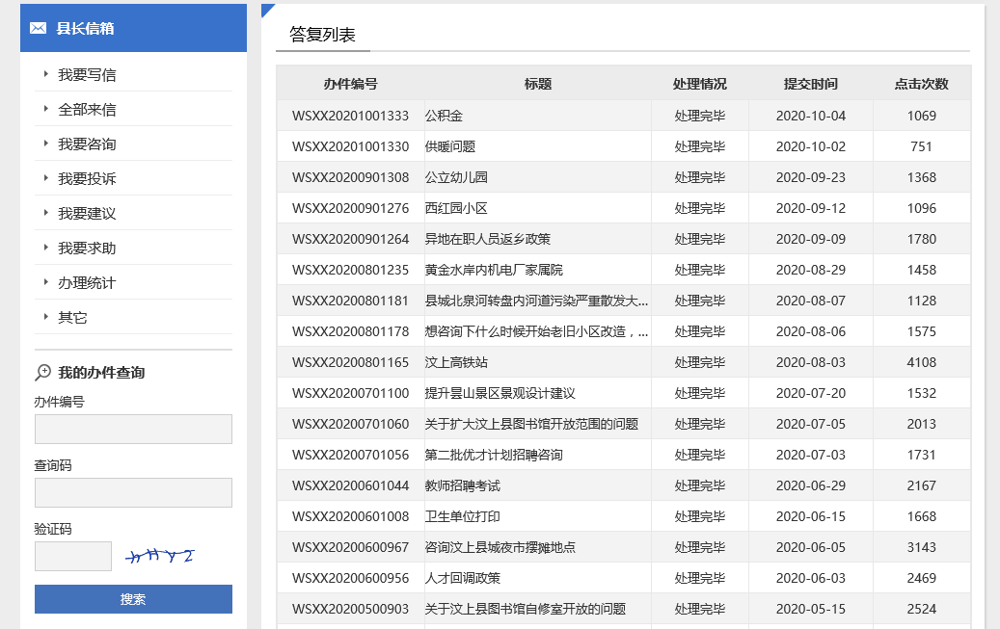 县长信箱
我要写信
全部来信
我要咨询
我要投诉
我要建议
我要求助
办理统计
其它
我的办件查询
办件编号
查询码
验证码
搜索
答复列表
办件编号 标题 处理情况 提交时间 点击次数
WSXX20201001333 公积金 处理完毕 2020-10-04 1069
WSXX20201001330 供暖问题 处理完毕 2020-10-02 751
WSXX20200901308 公立幼儿园 处理完毕 2020-09-23 1368
WSXX20200901276 西红园小区 处理完毕 2020-09-12 1096
WSXX20200901264 异地在职人员返乡政策 处理完毕 2020-09-09 1780
WSXX20200801235 黄金水岸内机电厂家属院 处理完毕 2020-08-29 1458
WSXX20200801181 县城北泉河转盘内河道污染严重散发大... 处理完毕 2020-08-07 1128
WSXX20200801178 想咨询下什么时候开始老旧小区改造，... 处理完毕 2020-08-06 1575
WSXX20200801165 汶上高铁站 处理完毕 2020-08-03 4108
WSXX20200701100 提升昙山景区景观设计建议 处理完毕 2020-07-20 1532
WSXX20200701060 关于扩大汶上县图书馆开放范围的问题 处理完毕 2020-07-05 2013
WSXX20200701056 第二批优才计划招聘咨询 处理完毕 2020-07-03 1731
WSXX20200601044 教师招聘考试 处理完毕 2020-06-29 2167
WSXX20200601008 卫生单位打印 处理完毕 2020-06-15 1668
WSXX20200600967 咨询汶上县城夜市摆摊地点 处理完毕 2020-06-05 3143
WSXX20200600956 人才回调政策 处理完毕 2020-06-03 2469
WSXX20200500903 关于汶上县图书馆自修室开放的问题 处理完毕 2020-05-15 2524